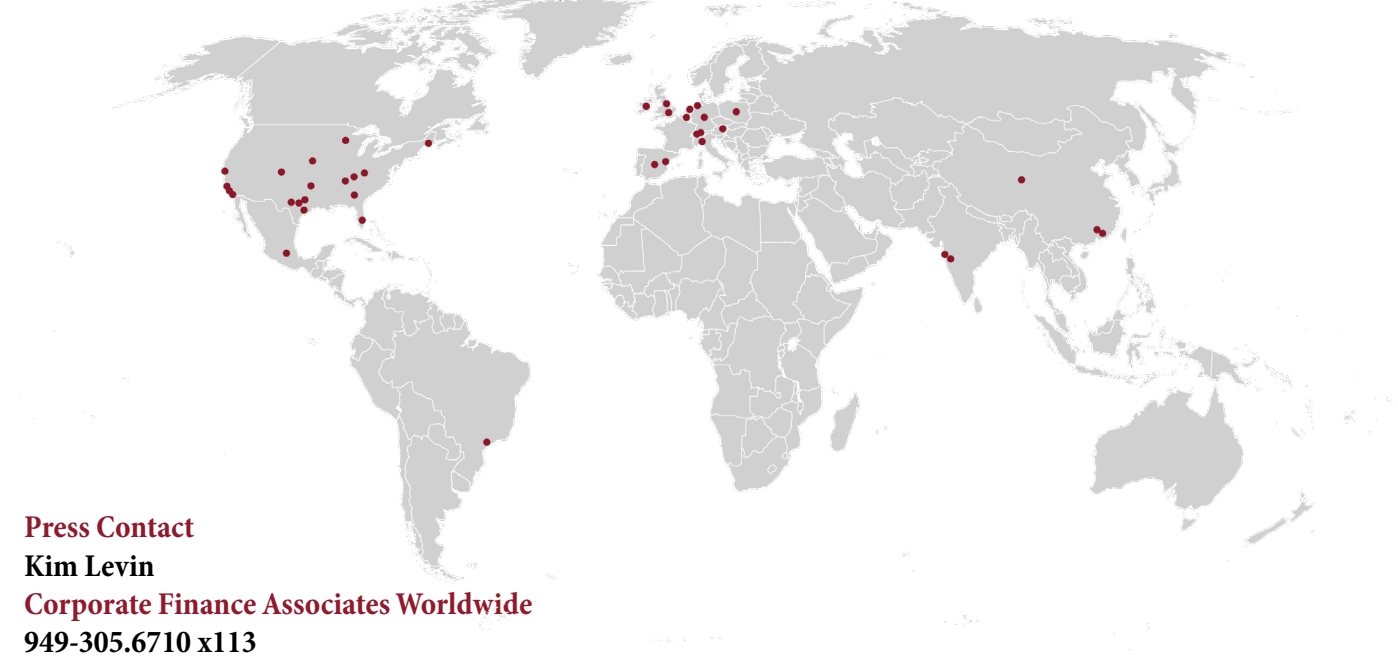 Press Contact
Kim Levin
Corporate Finance Associates Worldwide
949-305.6710 x113